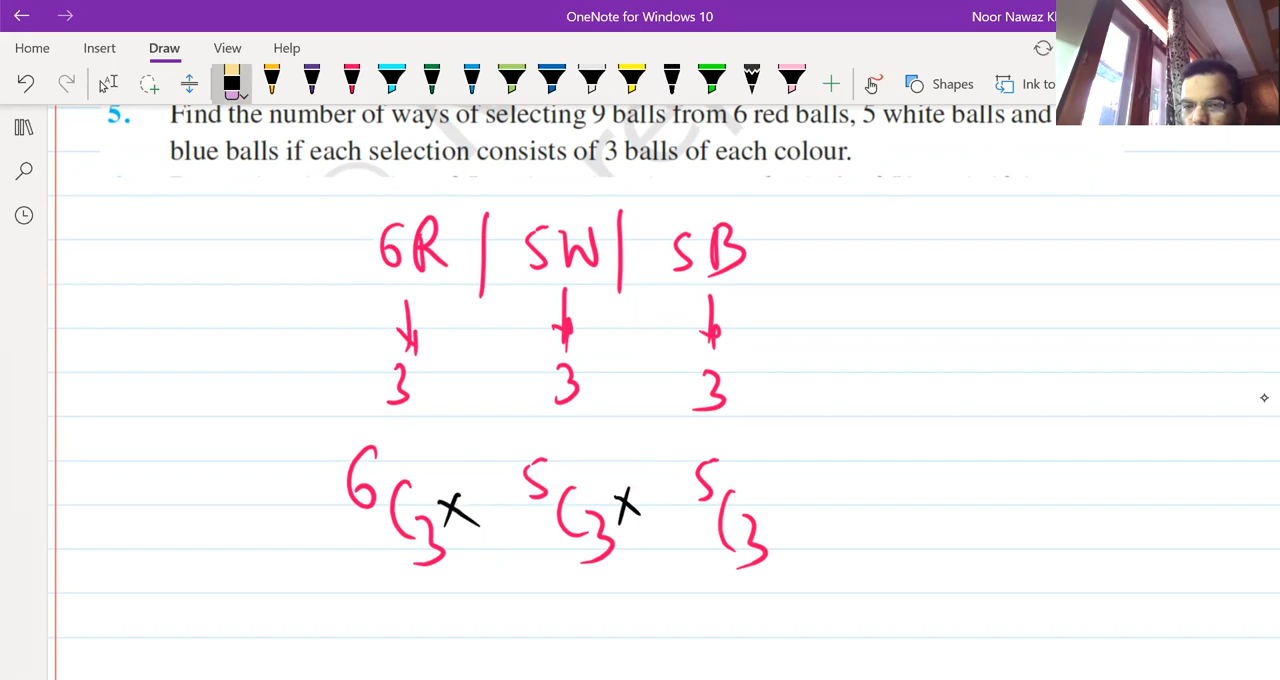 OneNote for Windows 10
Noor Nawaz Kh
Home Insert Draw View Help
Shapes Ink to
5. Find the number of ways of selecting 9 balls from 6 red balls, 5 white balls and
blue balls if each selection consists of 3 balls of each colour.
6R | 5W | 5B
3 3 3
6C3 × 5C3 × 5C3